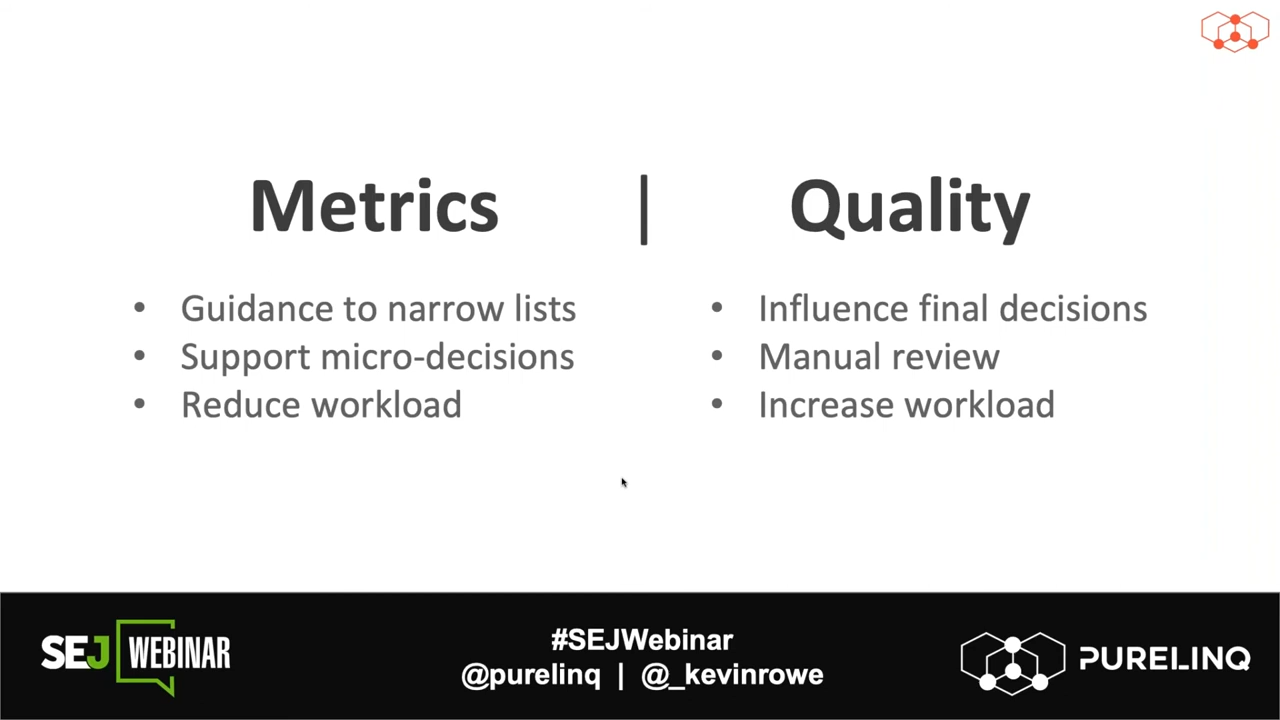 Metrics | Quality
• Guidance to narrow lists
• Support micro-decisions
• Reduce workload
• Influence final decisions
• Manual review
• Increase workload
SEJ WEBINAR
#SEJWebinar
@purelinq | @_kevinrowe
PURELINQ